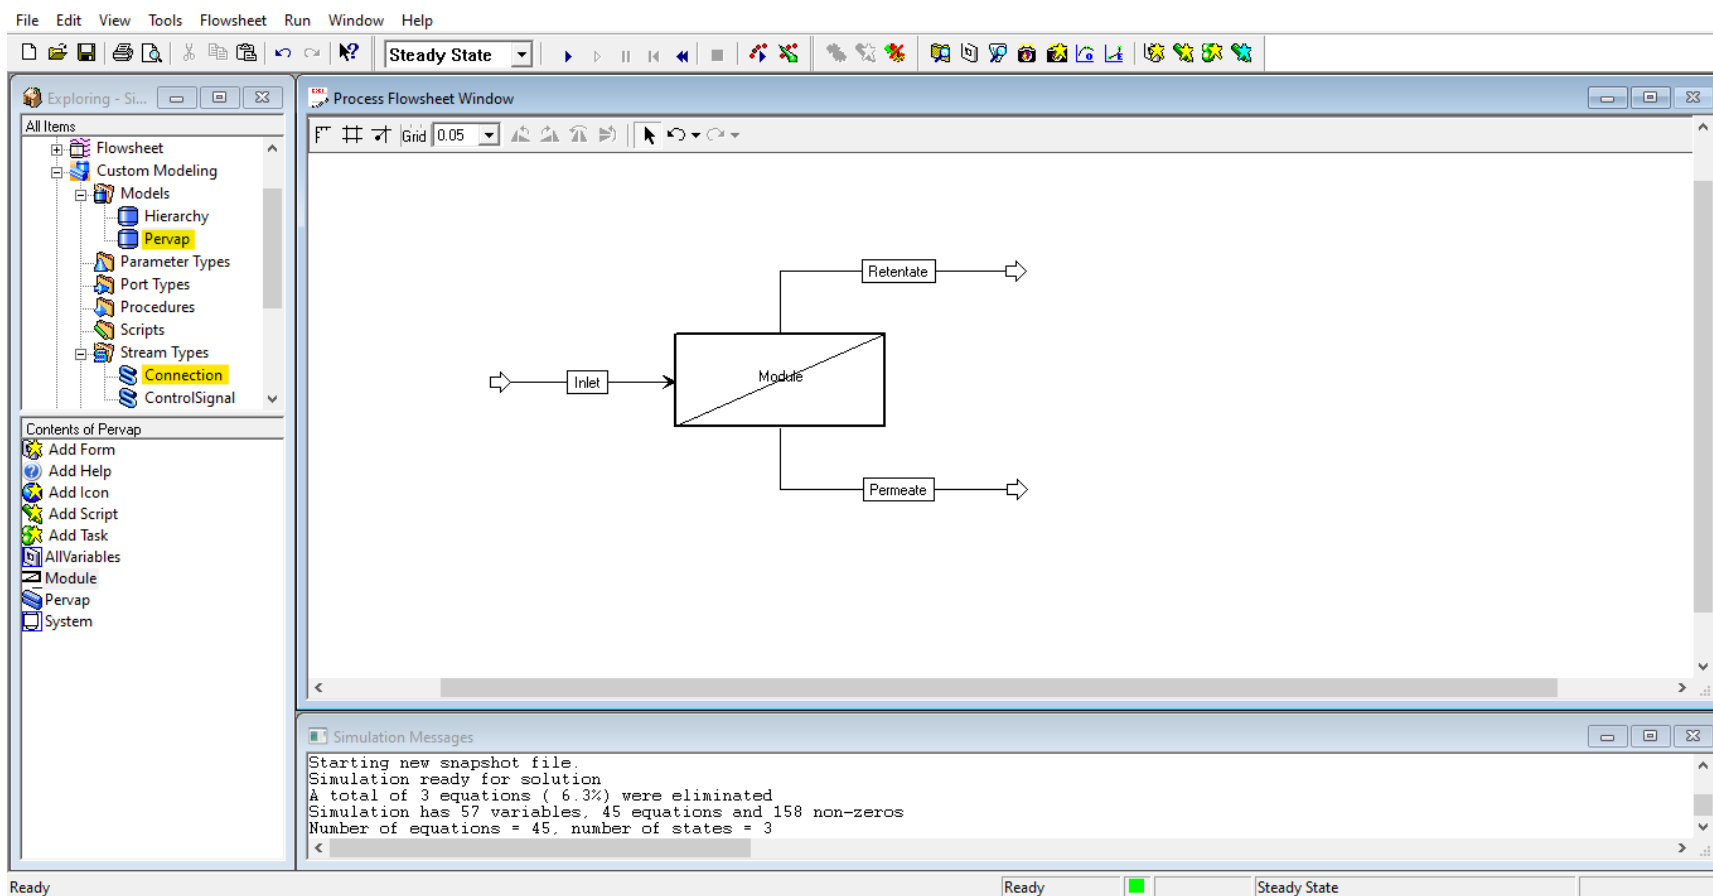 File Edit View Tools Flowsheet Run Window Help
Steady State
Exploring - Si...
All Items
Flowsheet
Custom Modeling
Models
Hierarchy
Pervap
Parameter Types
Port Types
Procedures
Scripts
Stream Types
Connection
ControlSignal
Contents of Pervap
Add Form
Add Help
Add Icon
Add Script
Add Task
AllVariables
Module
Pervap
System
Process Flowsheet Window
Grid 0.05
Retentate
Inlet
Module
Permeate
Simulation Messages
Starting new snapshot file.
Simulation ready for solution
A total of 3 equations ( 6.3%) were eliminated
Simulation has 57 variables, 45 equations and 158 non-zeros
Number of equations = 45, number of states = 3
Ready Ready Steady State